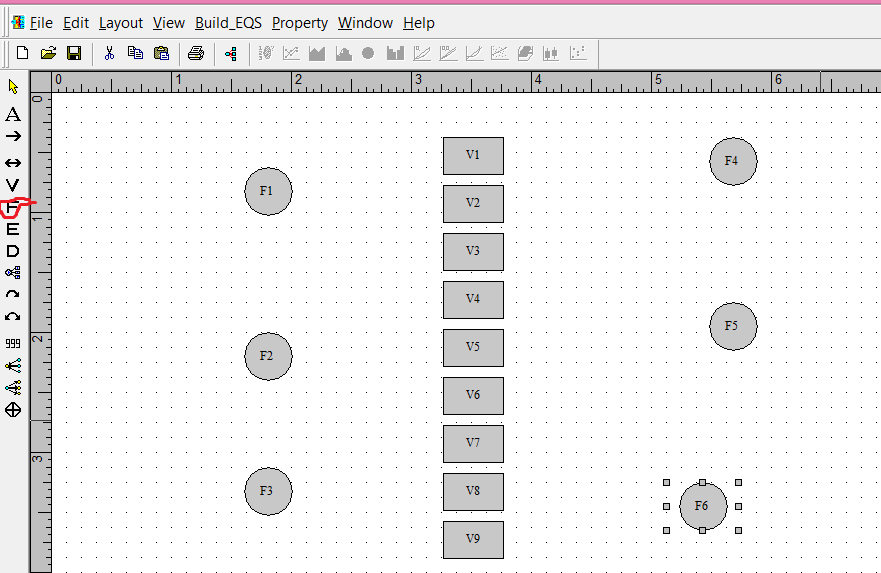 File Edit Layout View Build_EQS Property Window Help
0 1 2 3 4 5 6
0
A
V
F
1
E
D
2
3
F1
F2
F3
V1
V2
V3
V4
V5
V6
V7
V8
V9
F4
F5
F6